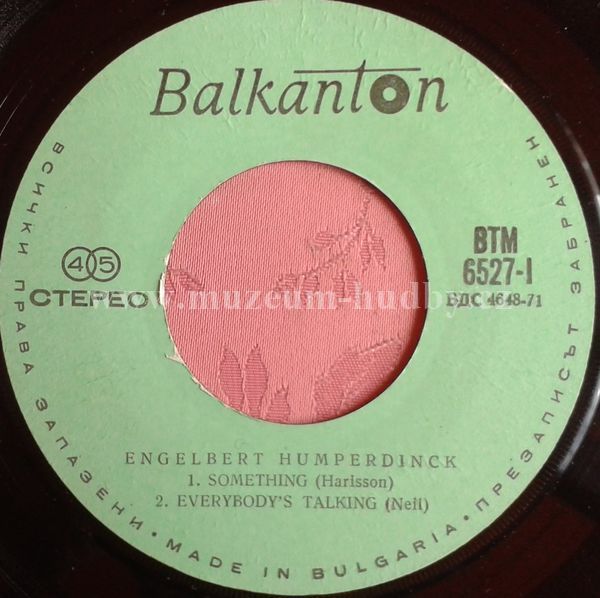 Balkanton
ВСИЧКИ ПРАВА ЗАПАЗЕНИ • MADE IN BULGARIA • ПРЕЗАПИСЪТ ЗАБРАНЕН
45
СТЕРЕО
ВТМ
6527-I
БДС 4648-71
www.muzeum-hudby.cz
ENGELBERT HUMPERDINCK
1. SOMETHING (Harisson)
2. EVERYBODY'S TALKING (Neil)